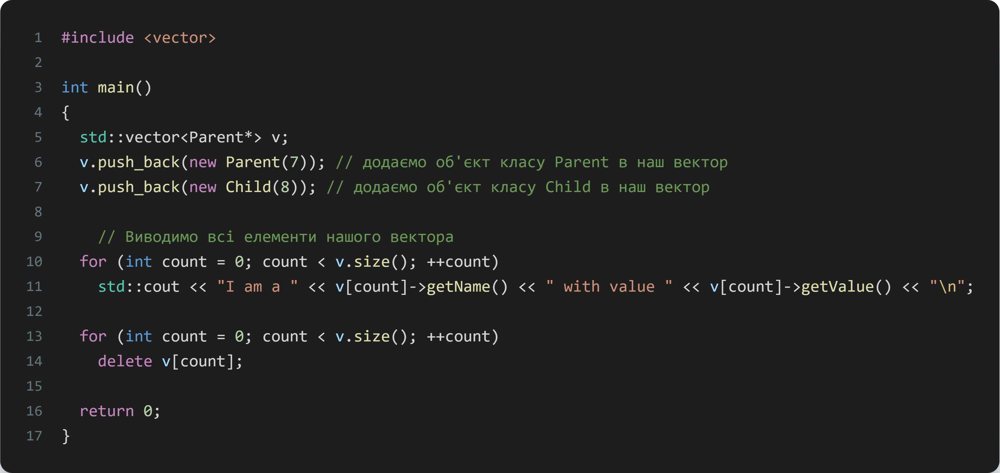 1 #include <vector>
2
3 int main()
4 {
5 std::vector<Parent*> v;
6 v.push_back(new Parent(7)); // додаємо об'єкт класу Parent в наш вектор
7 v.push_back(new Child(8)); // додаємо об'єкт класу Child в наш вектор
8
9 // Виводимо всі елементи нашого вектора
10 for (int count = 0; count < v.size(); ++count)
11 std::cout << "I am a " << v[count]->getName() << " with value " << v[count]->getValue() << "\n";
12
13 for (int count = 0; count < v.size(); ++count)
14 delete v[count];
15
16 return 0;
17 }